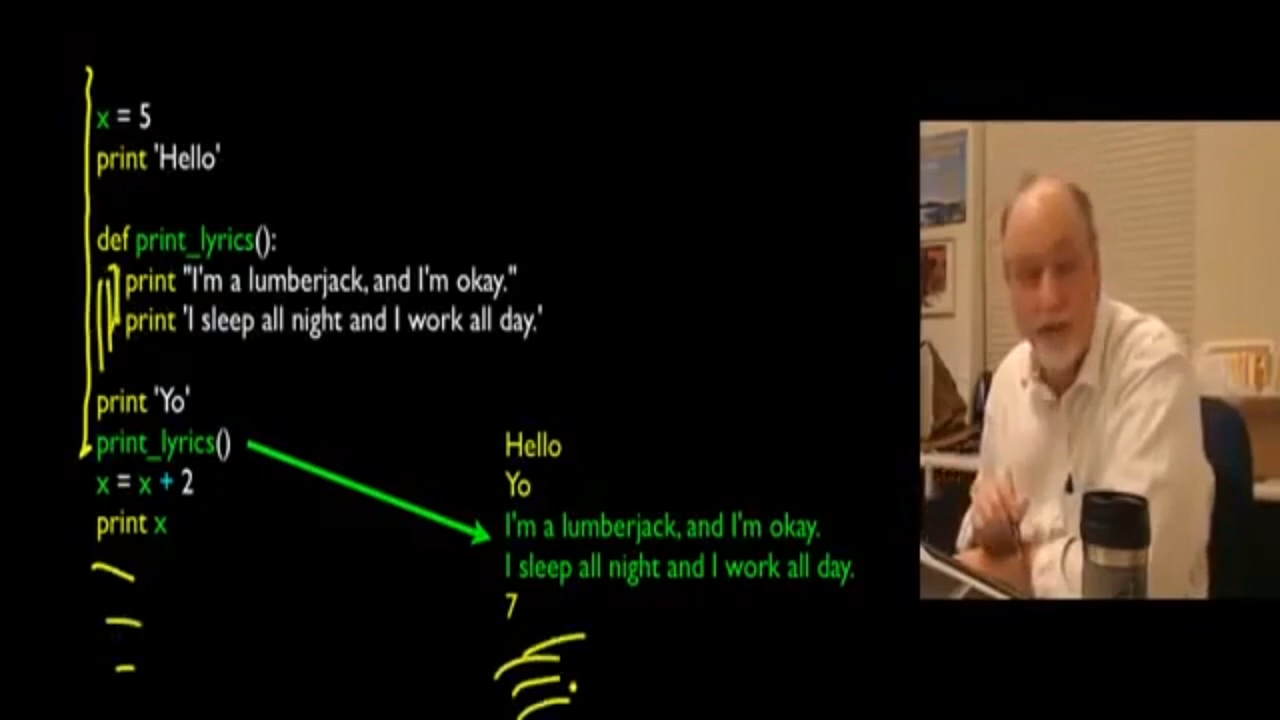 x = 5
print 'Hello'
def print_lyrics():
print "I'm a lumberjack, and I'm okay."
print 'I sleep all night and I work all day.'
print 'Yo'
print_lyrics()
x = x + 2
print x
Hello
Yo
I'm a lumberjack, and I'm okay.
I sleep all night and I work all day.
7